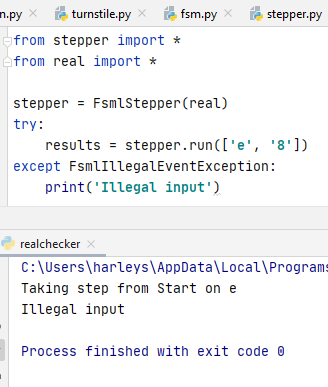 n.py × turnstile.py × fsm.py × stepper.py
from stepper import *
from real import *
stepper = FsmlStepper(real)
try:
    results = stepper.run(['e', '8'])
except FsmlIllegalEventException:
    print('Illegal input')
realchecker ×
C:\Users\harleys\AppData\Local\Programs
Taking step from Start on e
Illegal input
Process finished with exit code 0